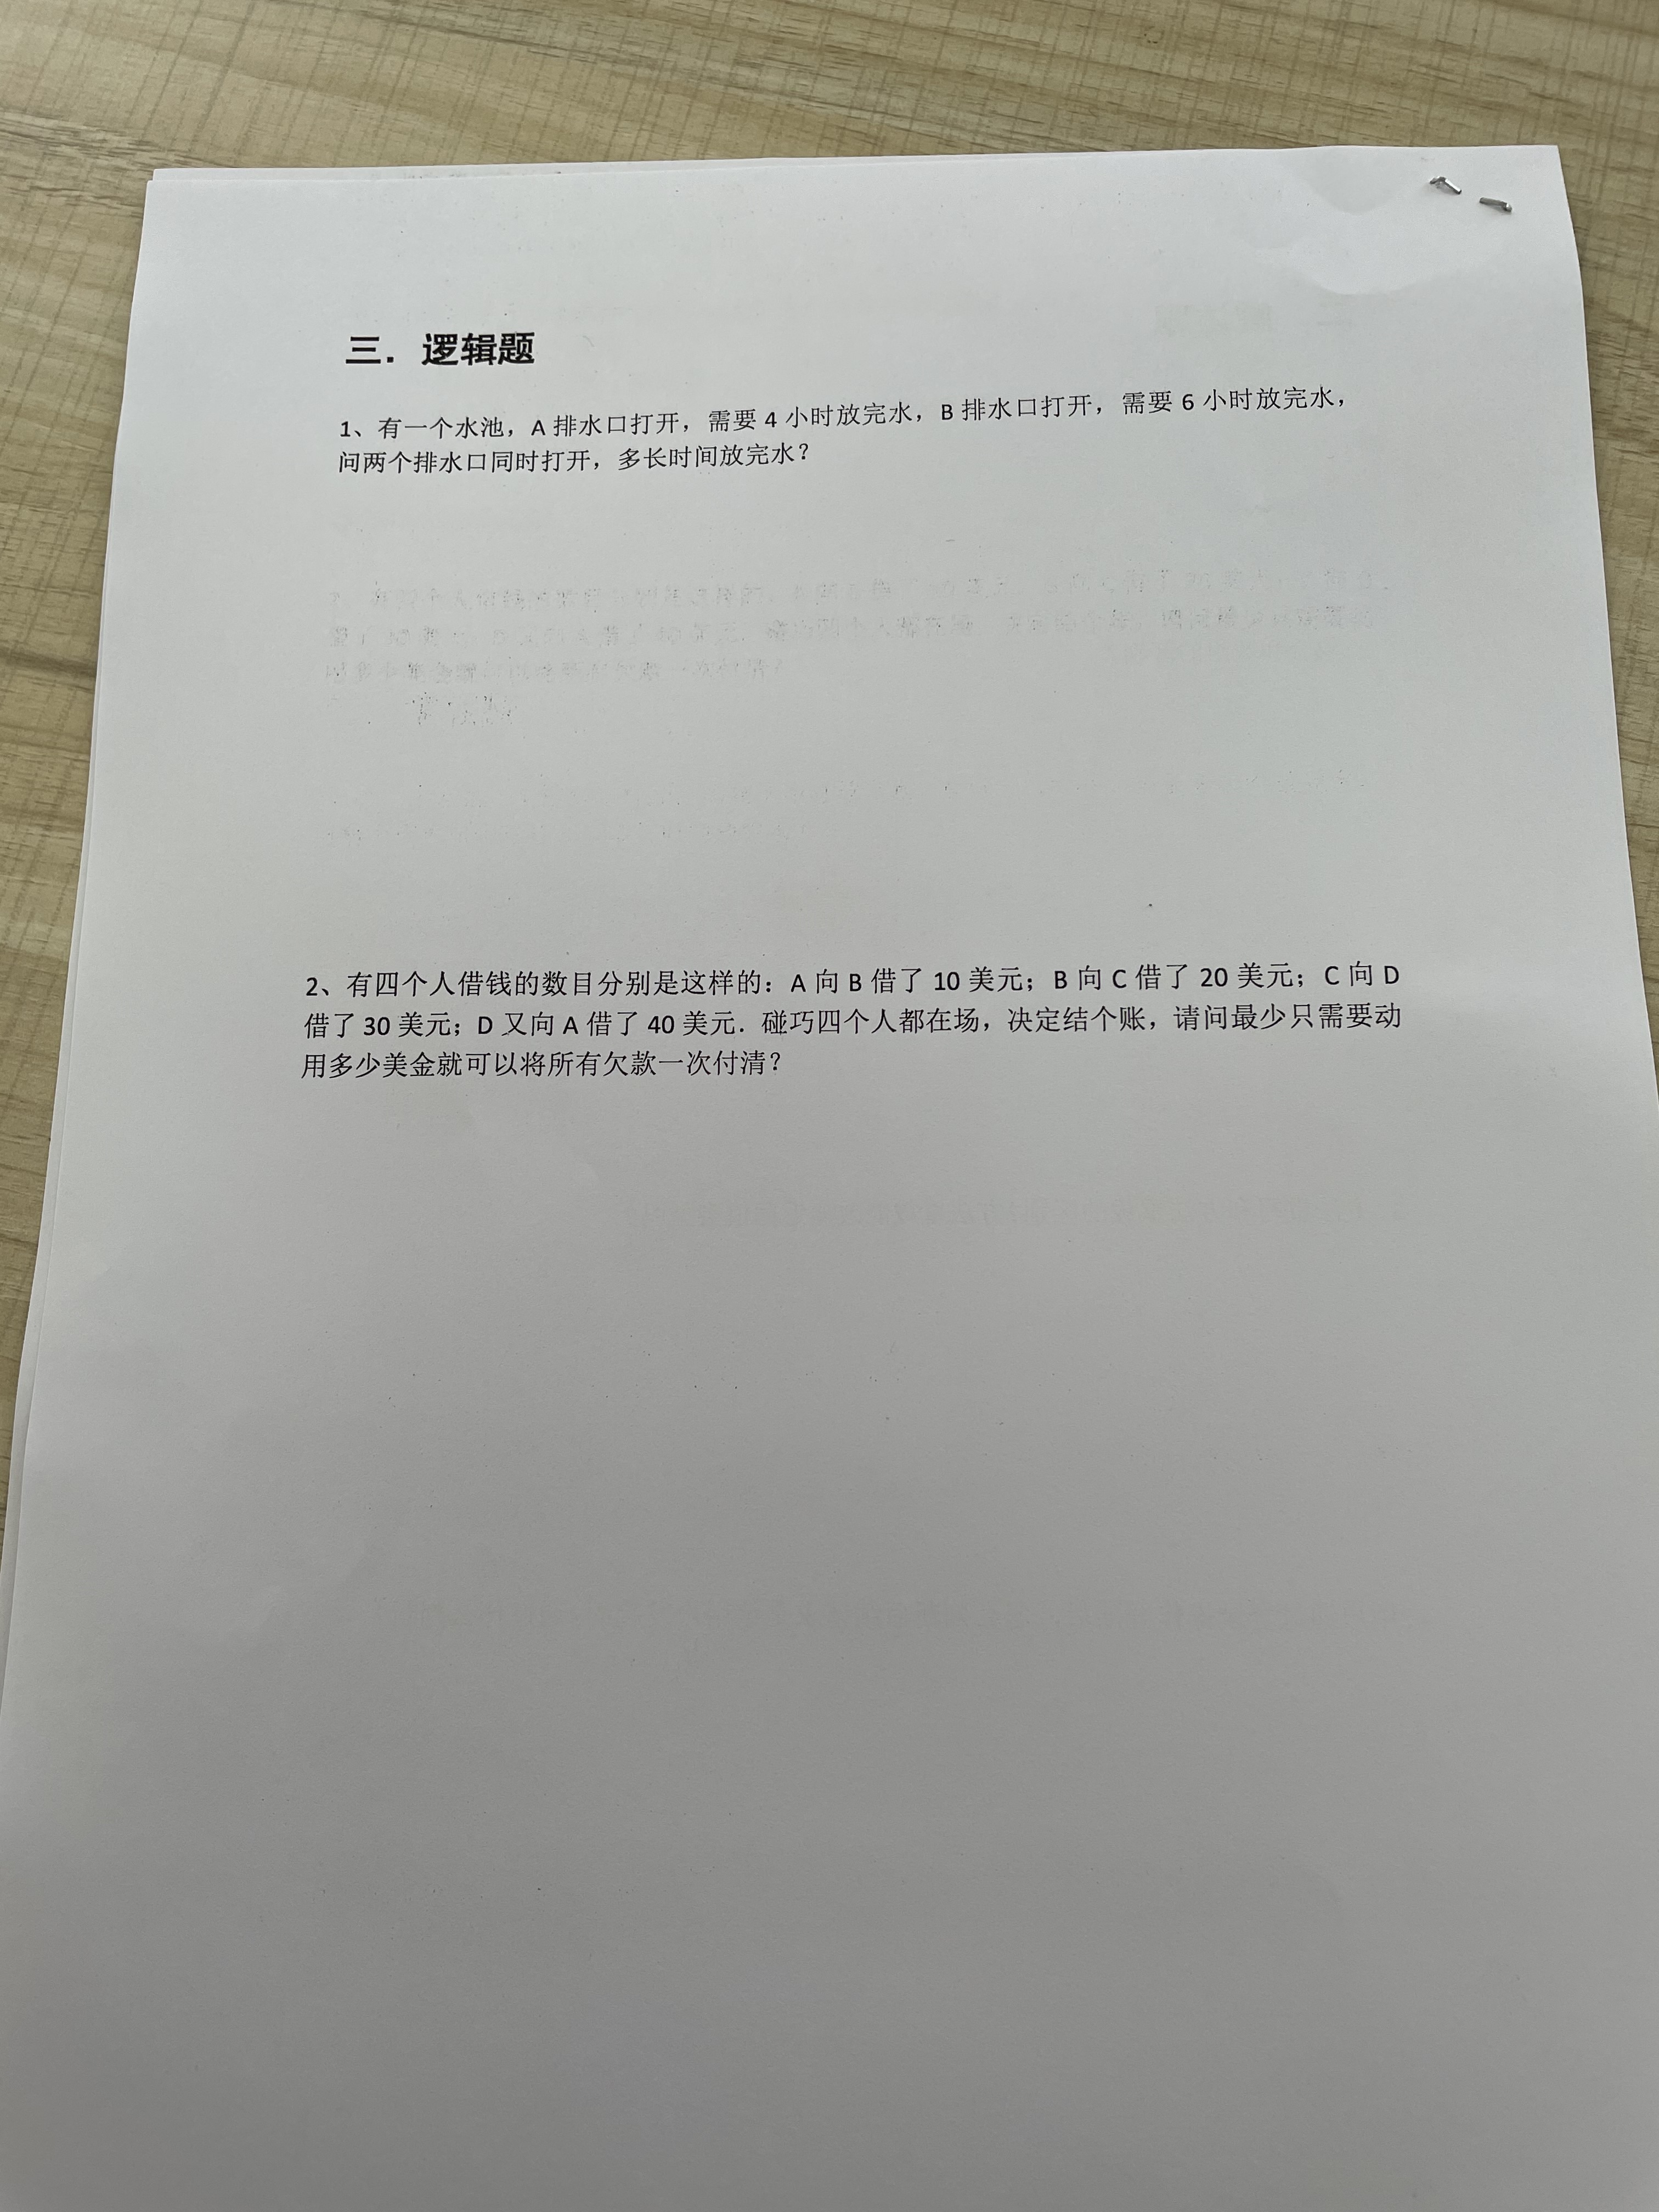 三．逻辑题
1、有一个水池，A 排水口打开，需要 4 小时放完水，B 排水口打开，需要 6 小时放完水，
问两个排水口同时打开，多长时间放完水？
2、有四个人借钱的数目分别是这样的：A 向 B 借了 10 美元；B 向 C 借了 20 美元；C 向 D
借了 30 美元；D 又向 A 借了 40 美元．碰巧四个人都在场，决定结个账，请问最少只需要动
用多少美金就可以将所有欠款一次付清？